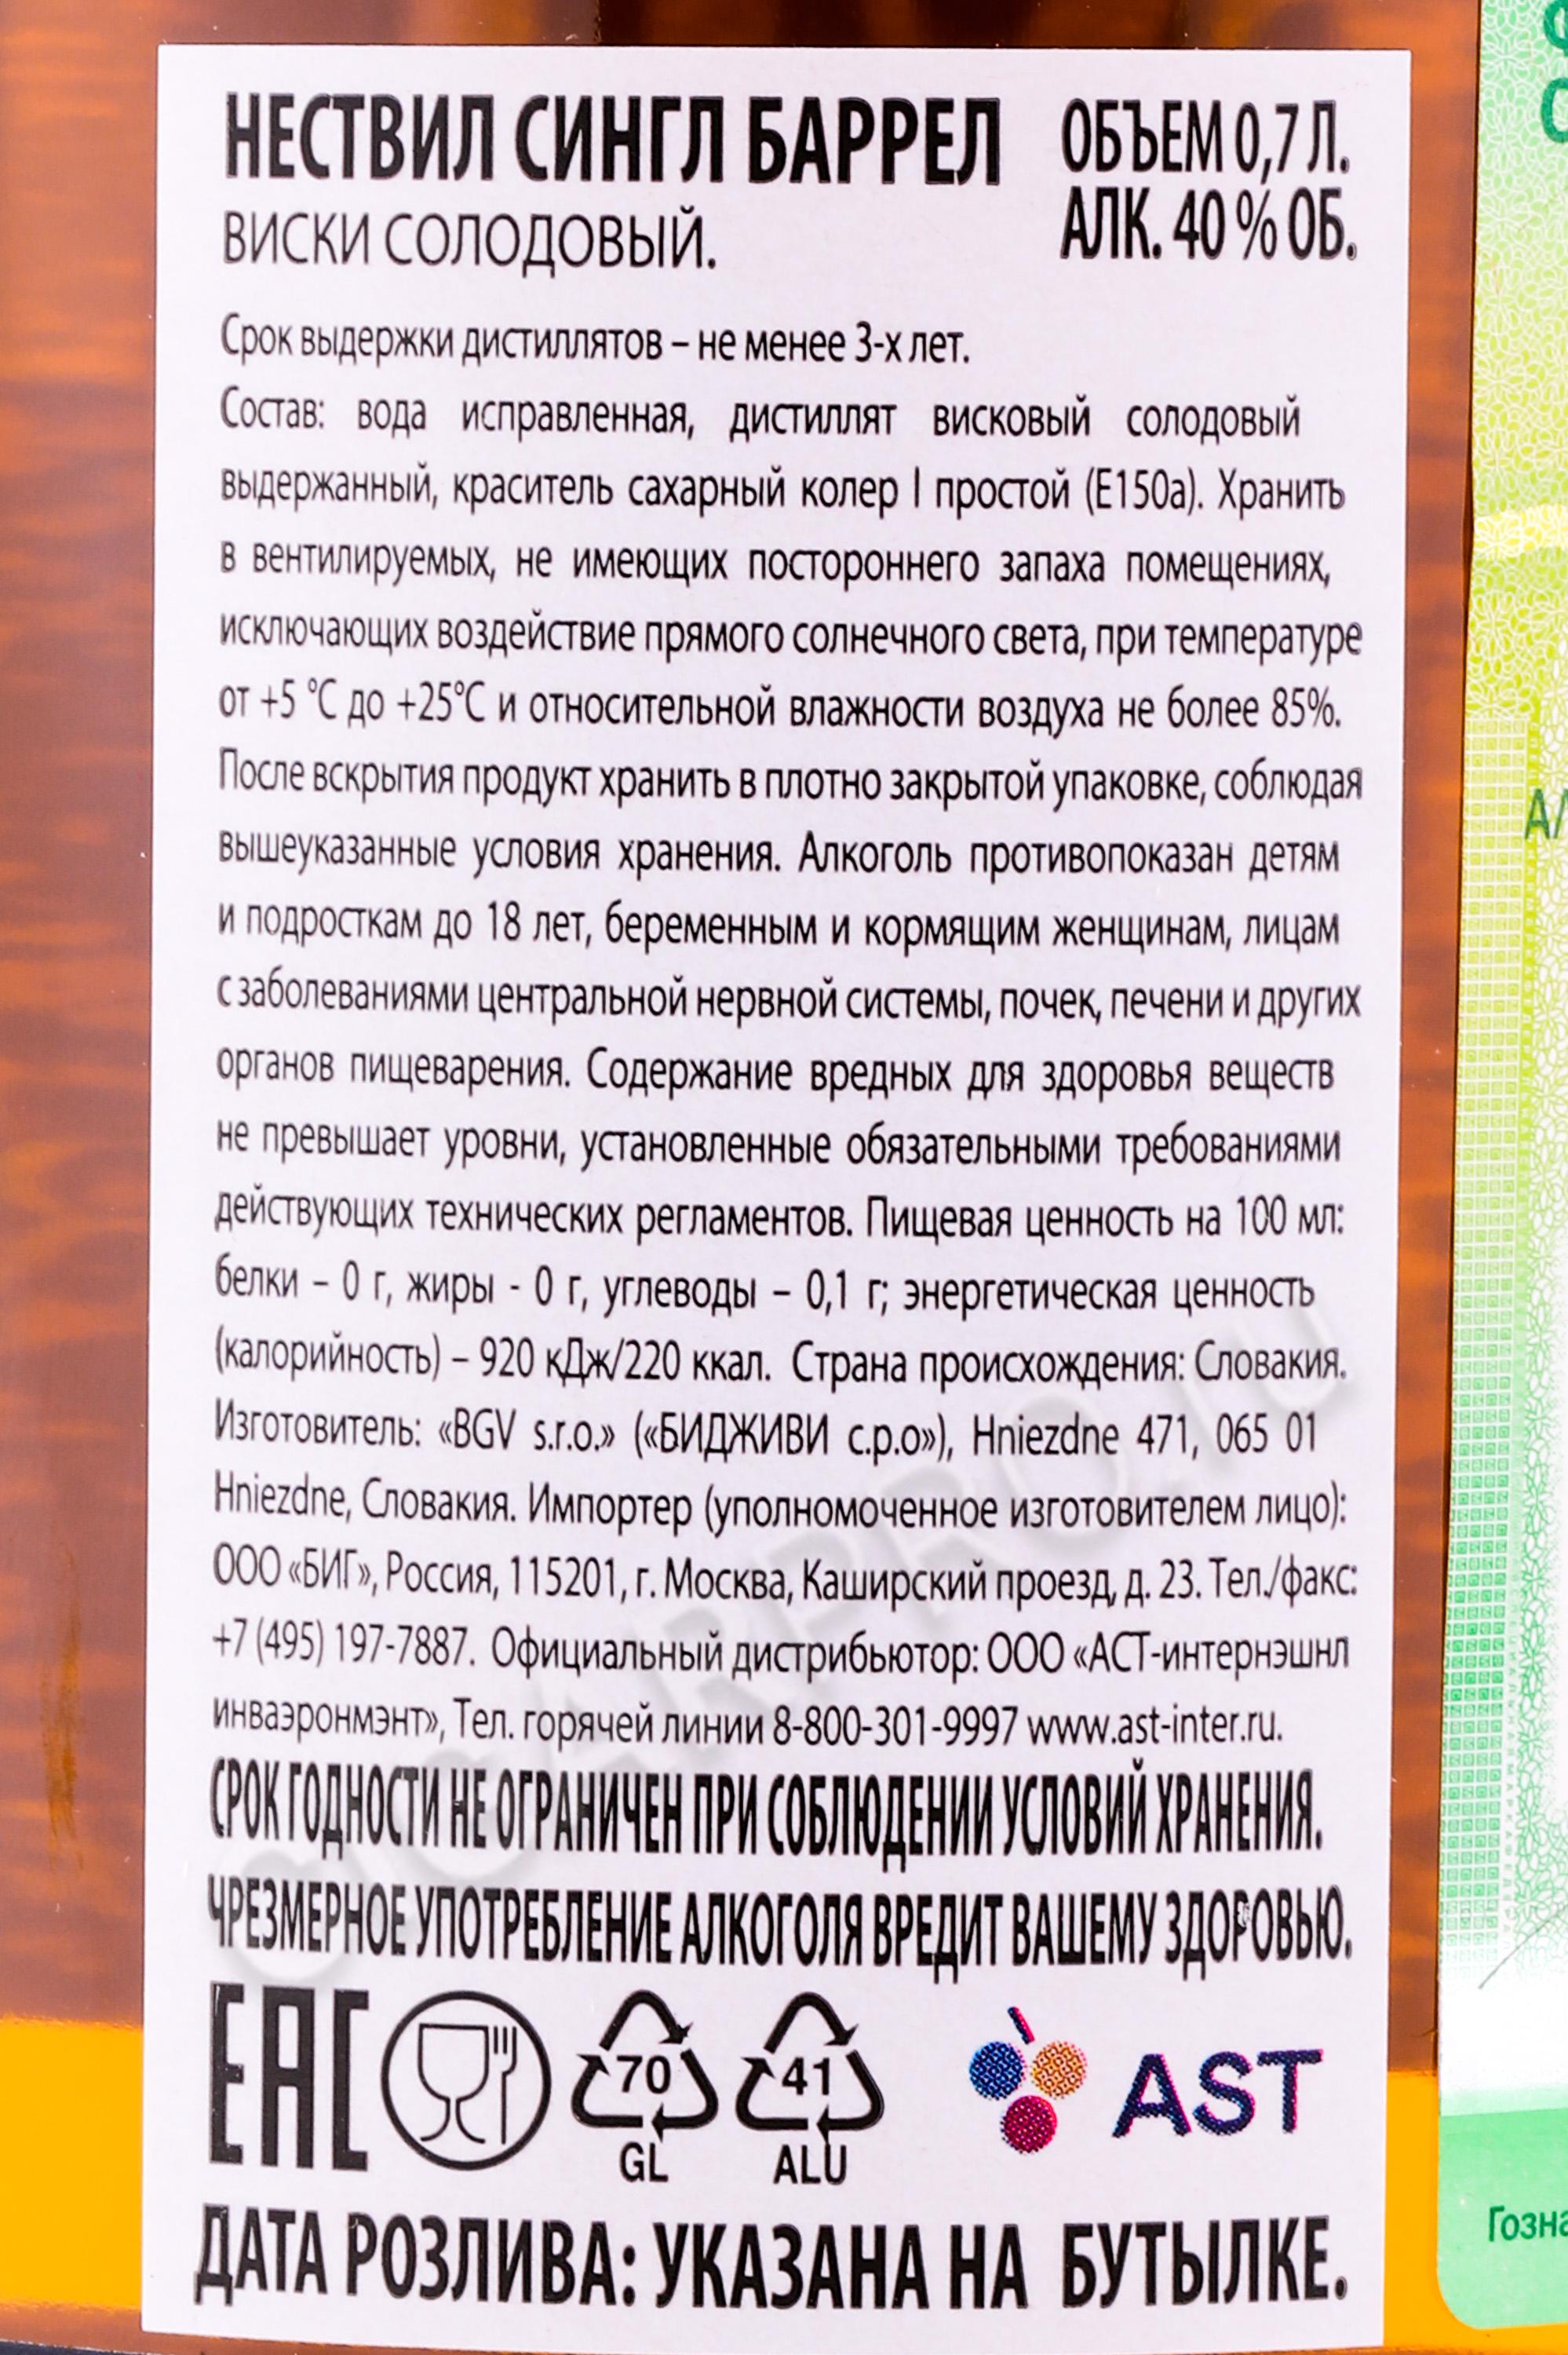 НЕСТВИЛ СИНГЛ БАРРЕЛ
ВИСКИ СОЛОДОВЫЙ.
ОБЪЕМ 0,7 Л.
АЛК. 40 % ОБ.
Срок выдержки дистиллятов – не менее 3-х лет.
Состав: вода исправленная, дистиллят висковый солодовый
выдержанный, краситель сахарный колер I простой (Е150а). Хранить
в вентилируемых, не имеющих постороннего запаха помещениях,
исключающих воздействие прямого солнечного света, при температуре
от +5 °С до +25°С и относительной влажности воздуха не более 85%.
После вскрытия продукт хранить в плотно закрытой упаковке, соблюдая
вышеуказанные условия хранения. Алкоголь противопоказан детям
и подросткам до 18 лет, беременным и кормящим женщинам, лицам
с заболеваниями центральной нервной системы, почек, печени и других
органов пищеварения. Содержание вредных для здоровья веществ
не превышает уровни, установленные обязательными требованиями
действующих технических регламентов. Пищевая ценность на 100 мл:
белки – 0 г, жиры - 0 г, углеводы – 0,1 г; энергетическая ценность
(калорийность) – 920 кДж/220 ккал. Страна происхождения: Словакия.
Изготовитель: «BGV s.r.o.» («БИДЖИВИ с.р.о»), Hniezdne 471, 065 01
Hniezdne, Словакия. Импортер (уполномоченное изготовителем лицо):
ООО «БИГ», Россия, 115201, г. Москва, Каширский проезд, д. 23. Тел./факс:
+7 (495) 197-7887. Официальный дистрибьютор: ООО «АСТ-интернэшнл
инваэронмэнт», Тел. горячей линии 8-800-301-9997 www.ast-inter.ru.
СРОК ГОДНОСТИ НЕ ОГРАНИЧЕН ПРИ СОБЛЮДЕНИИ УСЛОВИЙ ХРАНЕНИЯ.
ЧРЕЗМЕРНОЕ УПОТРЕБЛЕНИЕ АЛКОГОЛЯ ВРЕДИТ ВАШЕМУ ЗДОРОВЬЮ.
EAC 70 41 AST
GL ALU
ДАТА РОЗЛИВА: УКАЗАНА НА БУТЫЛКЕ.
CIGARPRO.ru